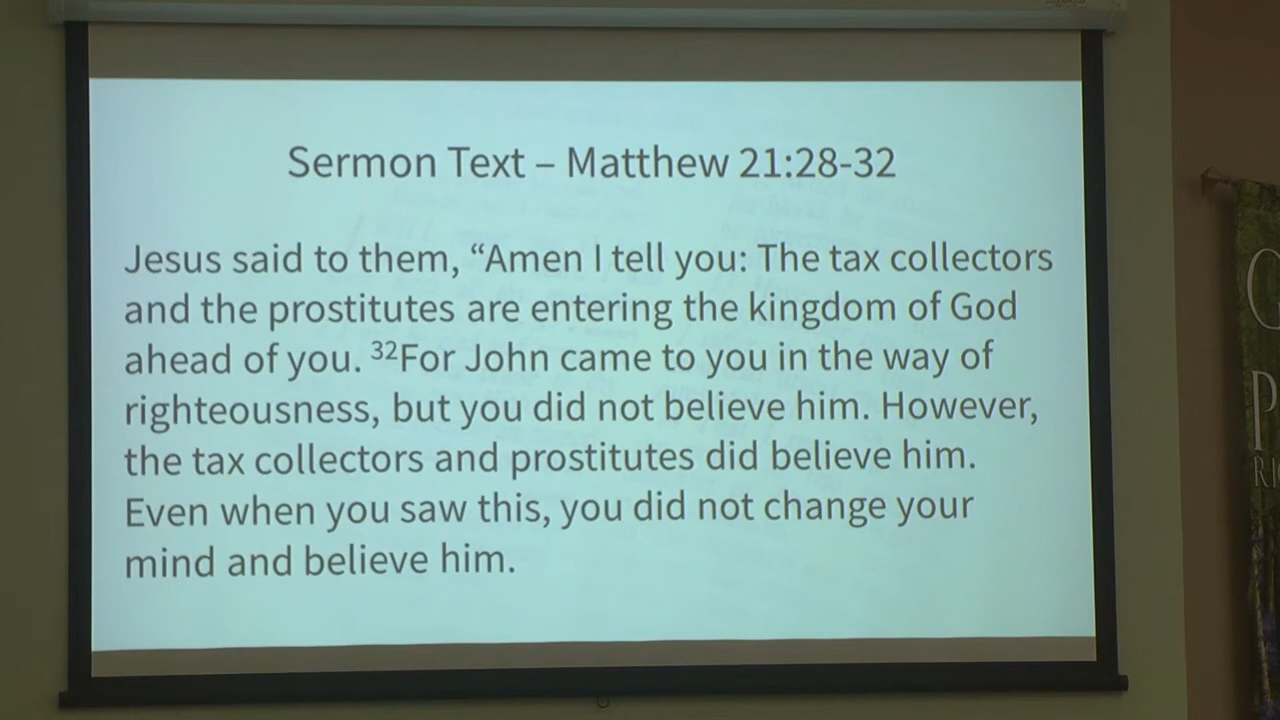 Sermon Text – Matthew 21:28-32
Jesus said to them, “Amen I tell you: The tax collectors
and the prostitutes are entering the kingdom of God
ahead of you. ³²For John came to you in the way of
righteousness, but you did not believe him. However,
the tax collectors and prostitutes did believe him.
Even when you saw this, you did not change your
mind and believe him.